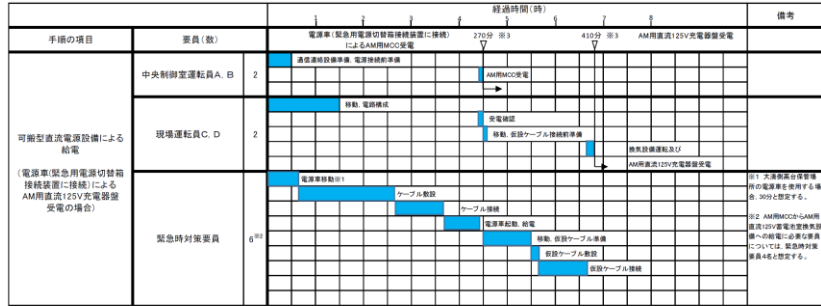 経過時間(時)
備考
1 2 3 4 5 6 7 8
手順の項目
要員(数)
電源車(緊急用電源切替箱接続装置に接続)
によるAM用MCC受電
270分 ※3
410分 ※3
AM用直流125V充電器盤受電
可搬型直流電源設備による
給電
(電源車(緊急用電源切替箱
接続装置に接続)による
AM用直流125V充電器盤
受電の場合)
中央制御室運転員A、B
2
通信連絡設備準備、電源接続前準備
AM用MCC受電
現場運転員C、D
2
移動、電路構成
受電確認
移動、仮設ケーブル接続前準備
換気設備運転及び
AM用直流125V充電器盤受電
緊急時対策要員
6※2
電源車移動※1
ケーブル敷設
ケーブル接続
電源車起動、給電
移動、仮設ケーブル準備
仮設ケーブル敷設
仮設ケーブル接続
※1 大湊側高台保管場
所の電源車を使用する場
合、30分と想定する。
※2 AM用MCCからAM用
直流125V蓄電池室換気設
備への給電に必要な要員
については、緊急時対策
要員4名と想定する。